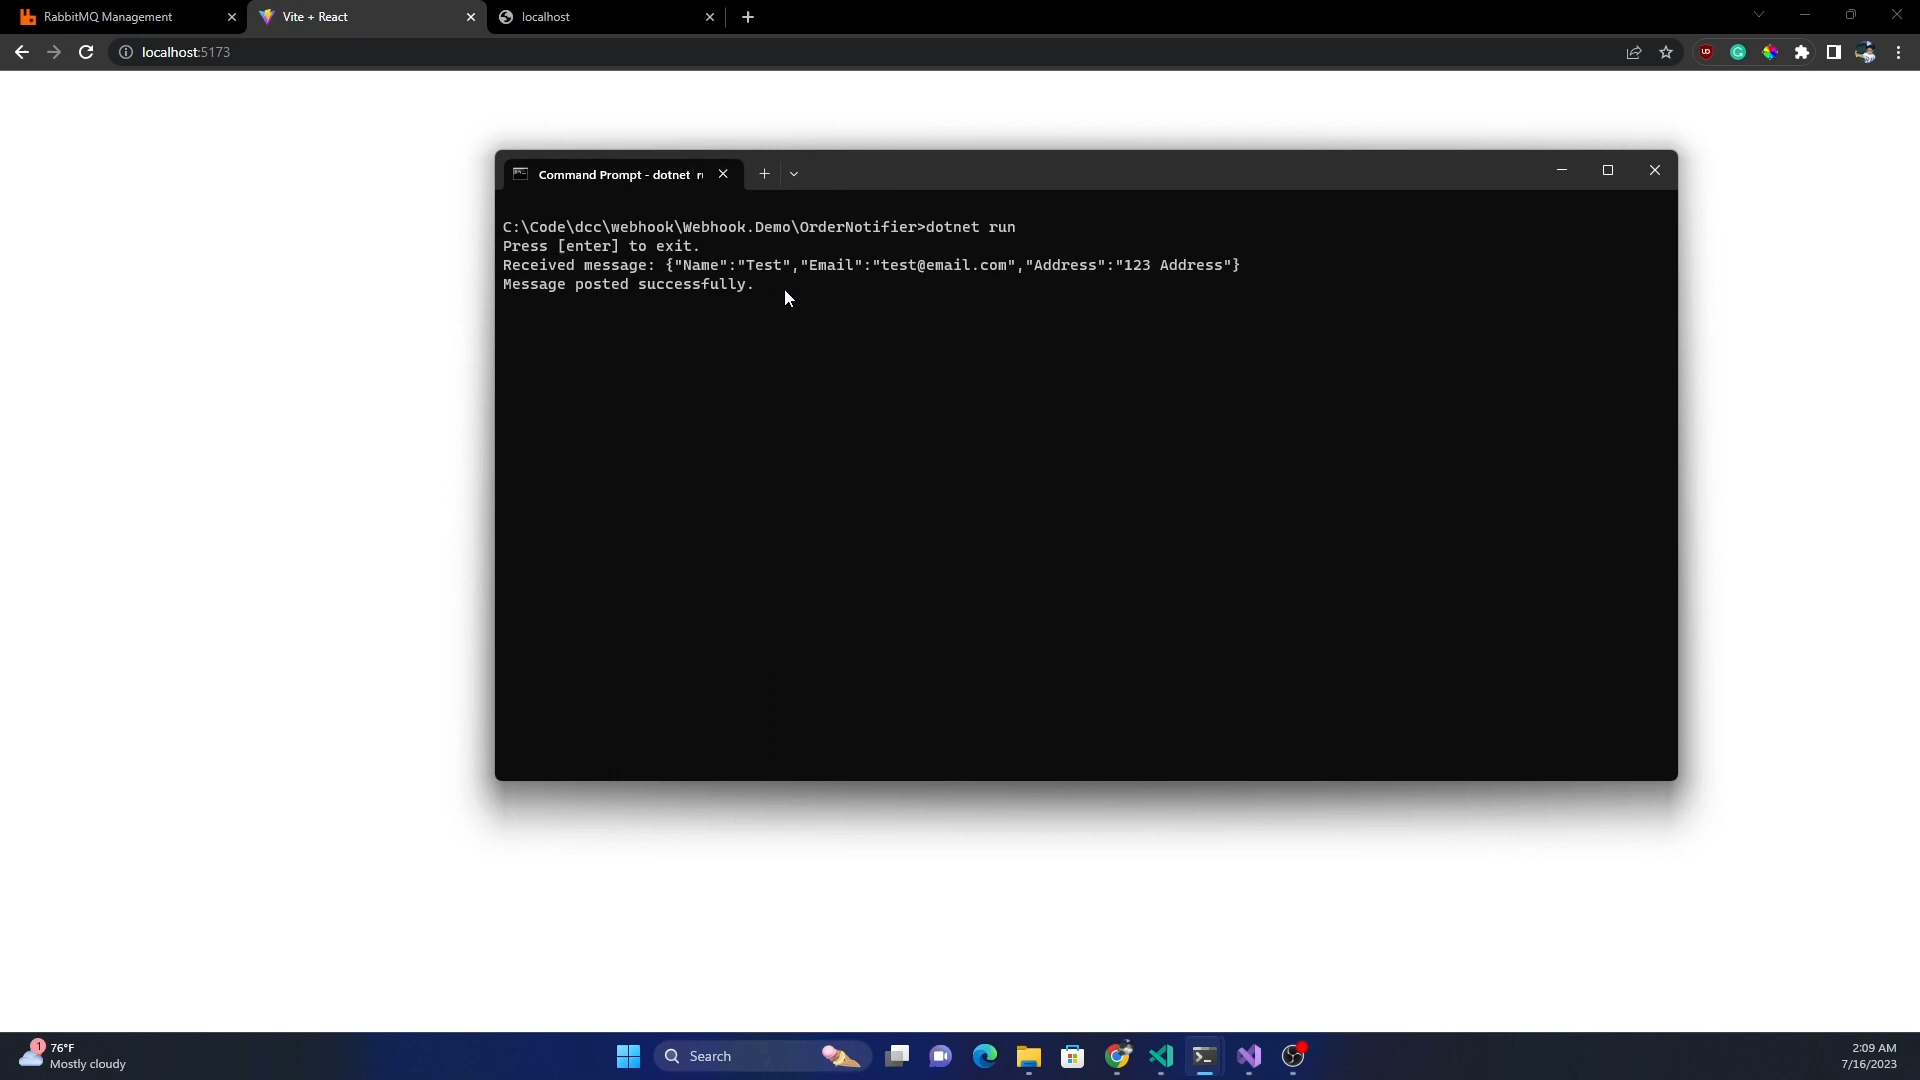 RabbitMQ Management
Vite + React
localhost
localhost:5173
Command Prompt - dotnet r
C:\Code\dcc\webhook\Webhook.Demo\OrderNotifier>dotnet run
Press [enter] to exit.
Received message: {"Name":"Test","Email":"test@email.com","Address":"123 Address"}
Message posted successfully.
1
76°F
Mostly cloudy
Search
2:09 AM
7/16/2023